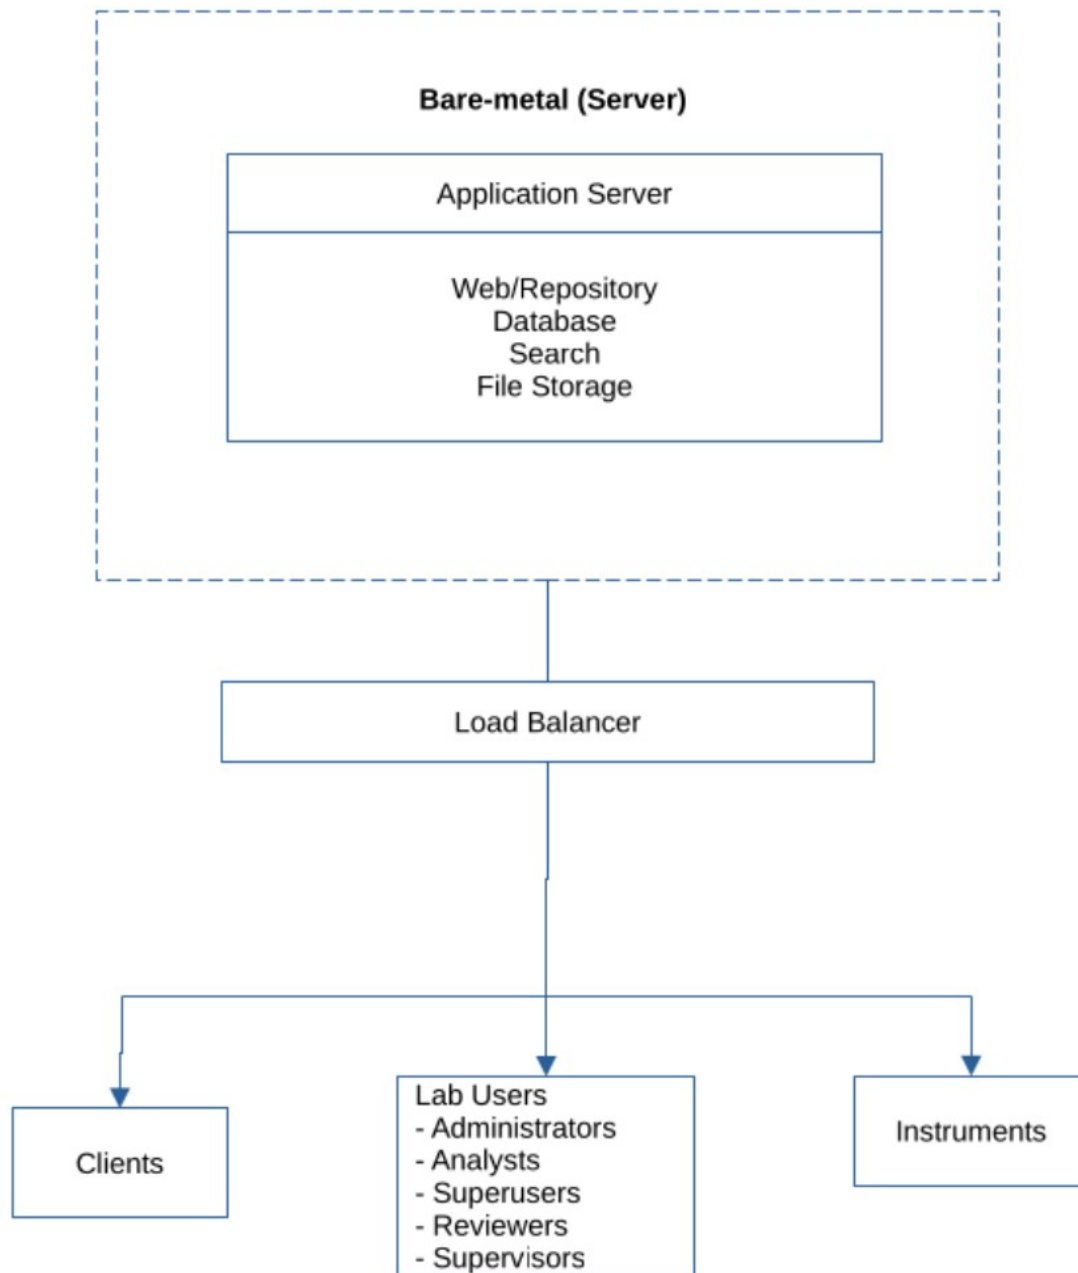 Bare-metal (Server)
Application Server
Web/Repository
Database
Search
File Storage
Load Balancer
Clients
Lab Users
- Administrators
- Analysts
- Superusers
- Reviewers
- Supervisors
Instruments